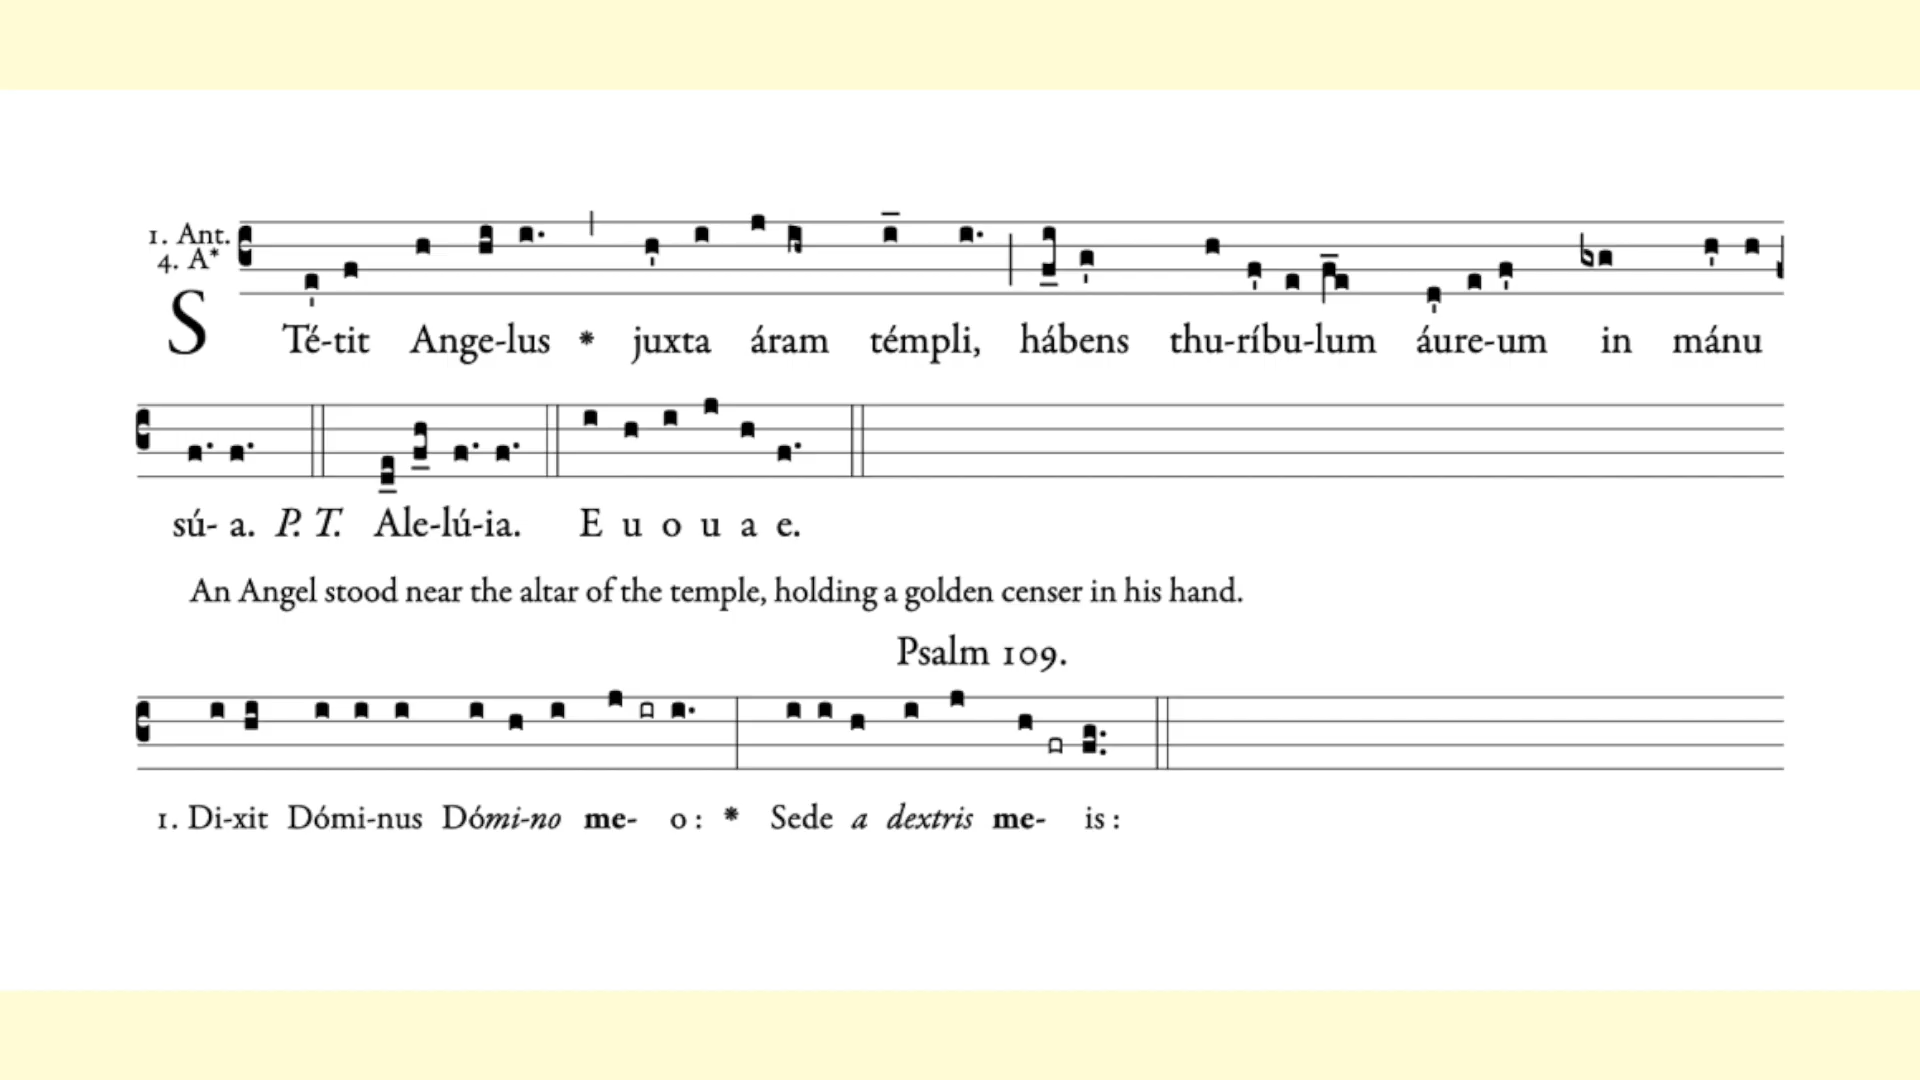 1. Ant.
4. A*
STé-tit Ange-lus * juxta áram témpli, hábens thu-ríbu-lum áure-um in mánu
sú- a. P. T. Ale-lú-ia. E u o u a e.
An Angel stood near the altar of the temple, holding a golden censer in his hand.
Psalm 109.
1. Di-xit Dómi-nus Dómi-no me- o : * Sede a dextris me- is :